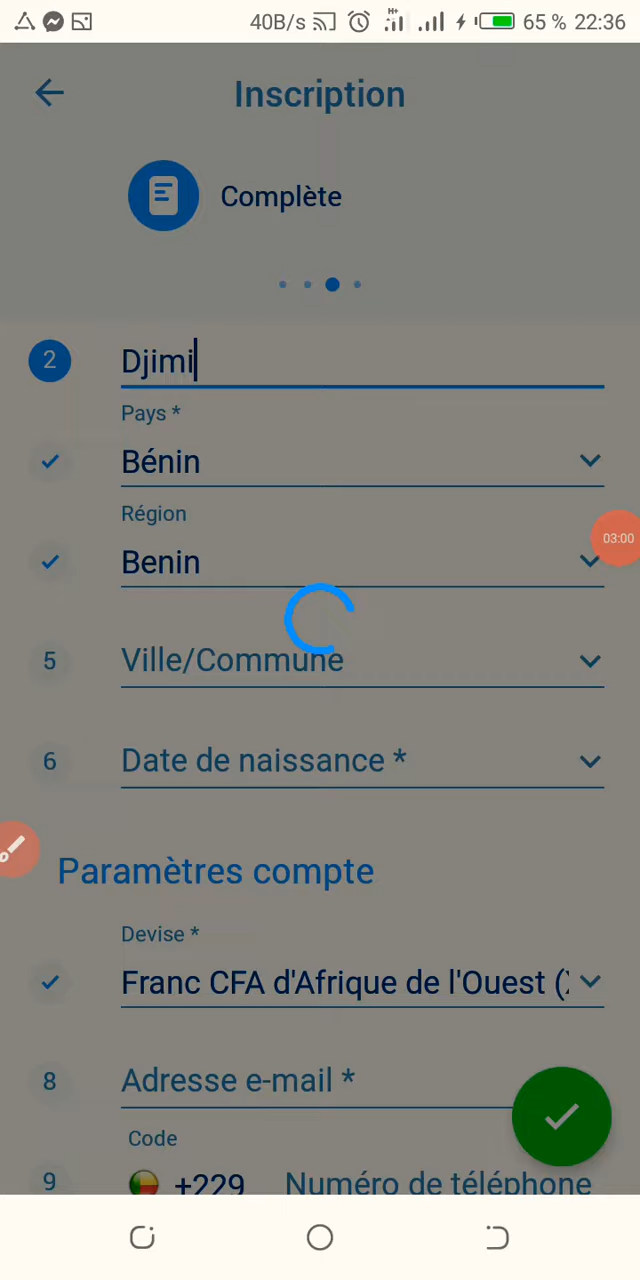 40B/s 65 % 22:36
Inscription
Complète
2 Djimi
Pays *
Bénin
Région
Benin
03:00
5 Ville/Commune
6 Date de naissance *
Paramètres compte
Devise *
Franc CFA d'Afrique de l'Ouest (
8 Adresse e-mail *
Code
9 +229 Numéro de téléphone